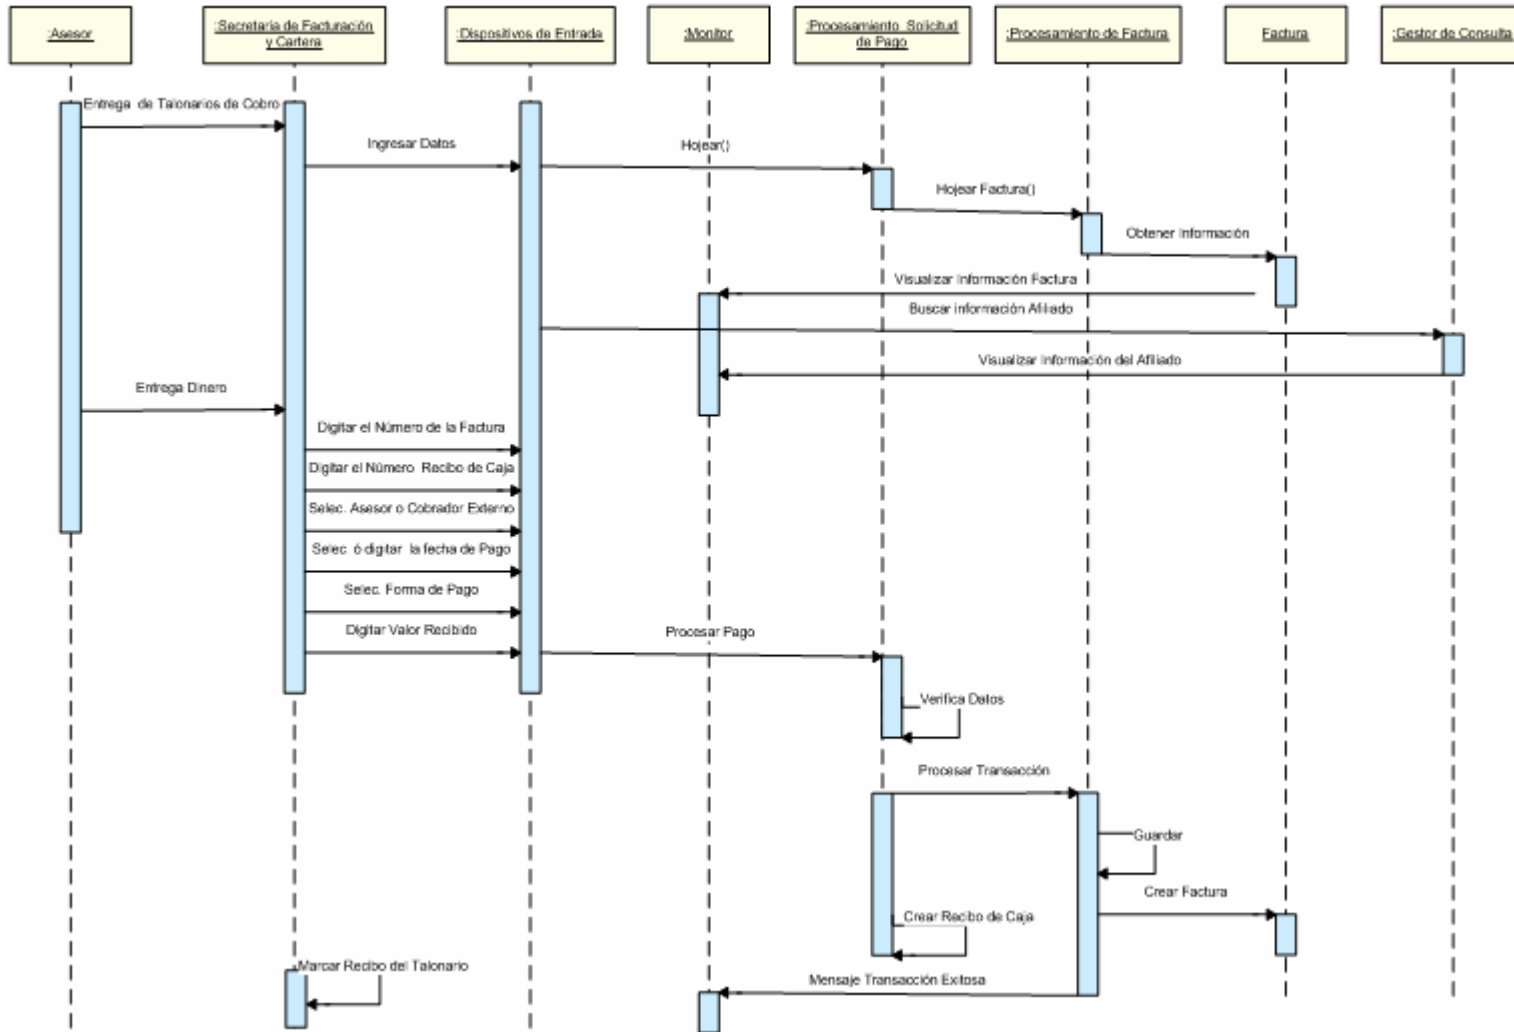 :Asesor
:Secretaria de Facturación
y Cartera
:Dispositivos de Entrada
:Monitor
:Procesamiento Solicitud
de Pago
:Procesamiento de Factura
Factura
:Gestor de Consulta
Entrega de Talonarios de Cobro
Ingresar Datos
Hojear()
Hojear Factura()
Obtener Información
Visualizar Información Factura
Buscar información Afiliado
Visualizar Información del Afiliado
Entrega Dinero
Digitar el Número de la Factura
Digitar el Número Recibo de Caja
Selec. Asesor o Cobrador Externo
Selec. ó digitar la fecha de Pago
Selec. Forma de Pago
Digitar Valor Recibido
Procesar Pago
Verifica Datos
Procesar Transacción
Guardar
Crear Factura
Crear Recibo de Caja
Marcar Recibo del Talonario
Mensaje Transacción Exitosa